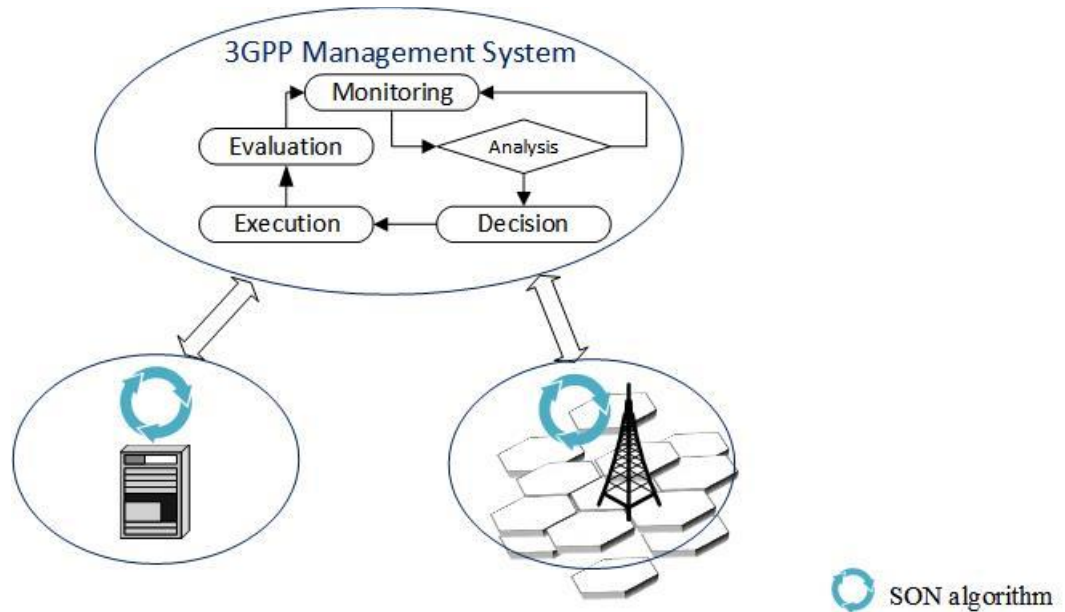 3GPP Management System
Monitoring
Evaluation
Analysis
Execution
Decision
SON algorithm